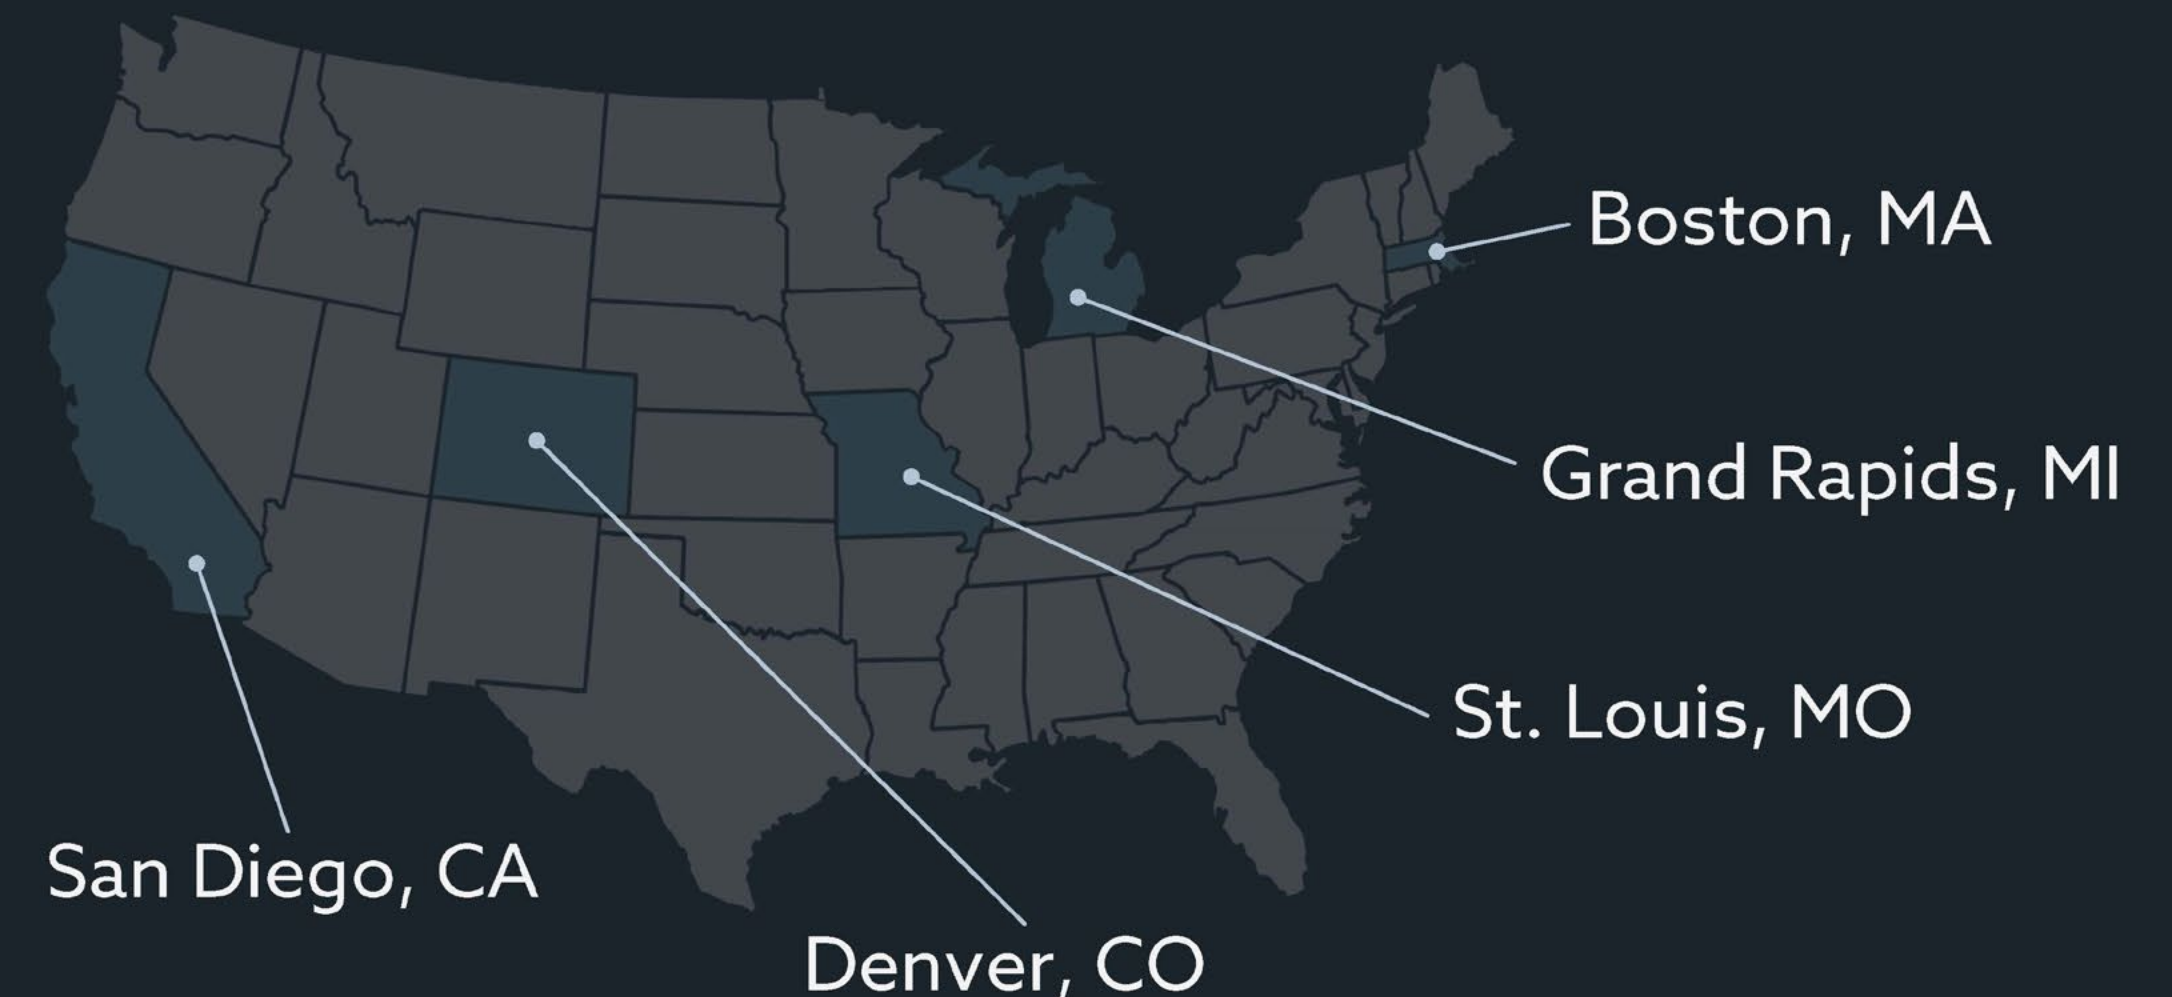 Boston, MA
Grand Rapids, MI
St. Louis, MO
San Diego, CA
Denver, CO